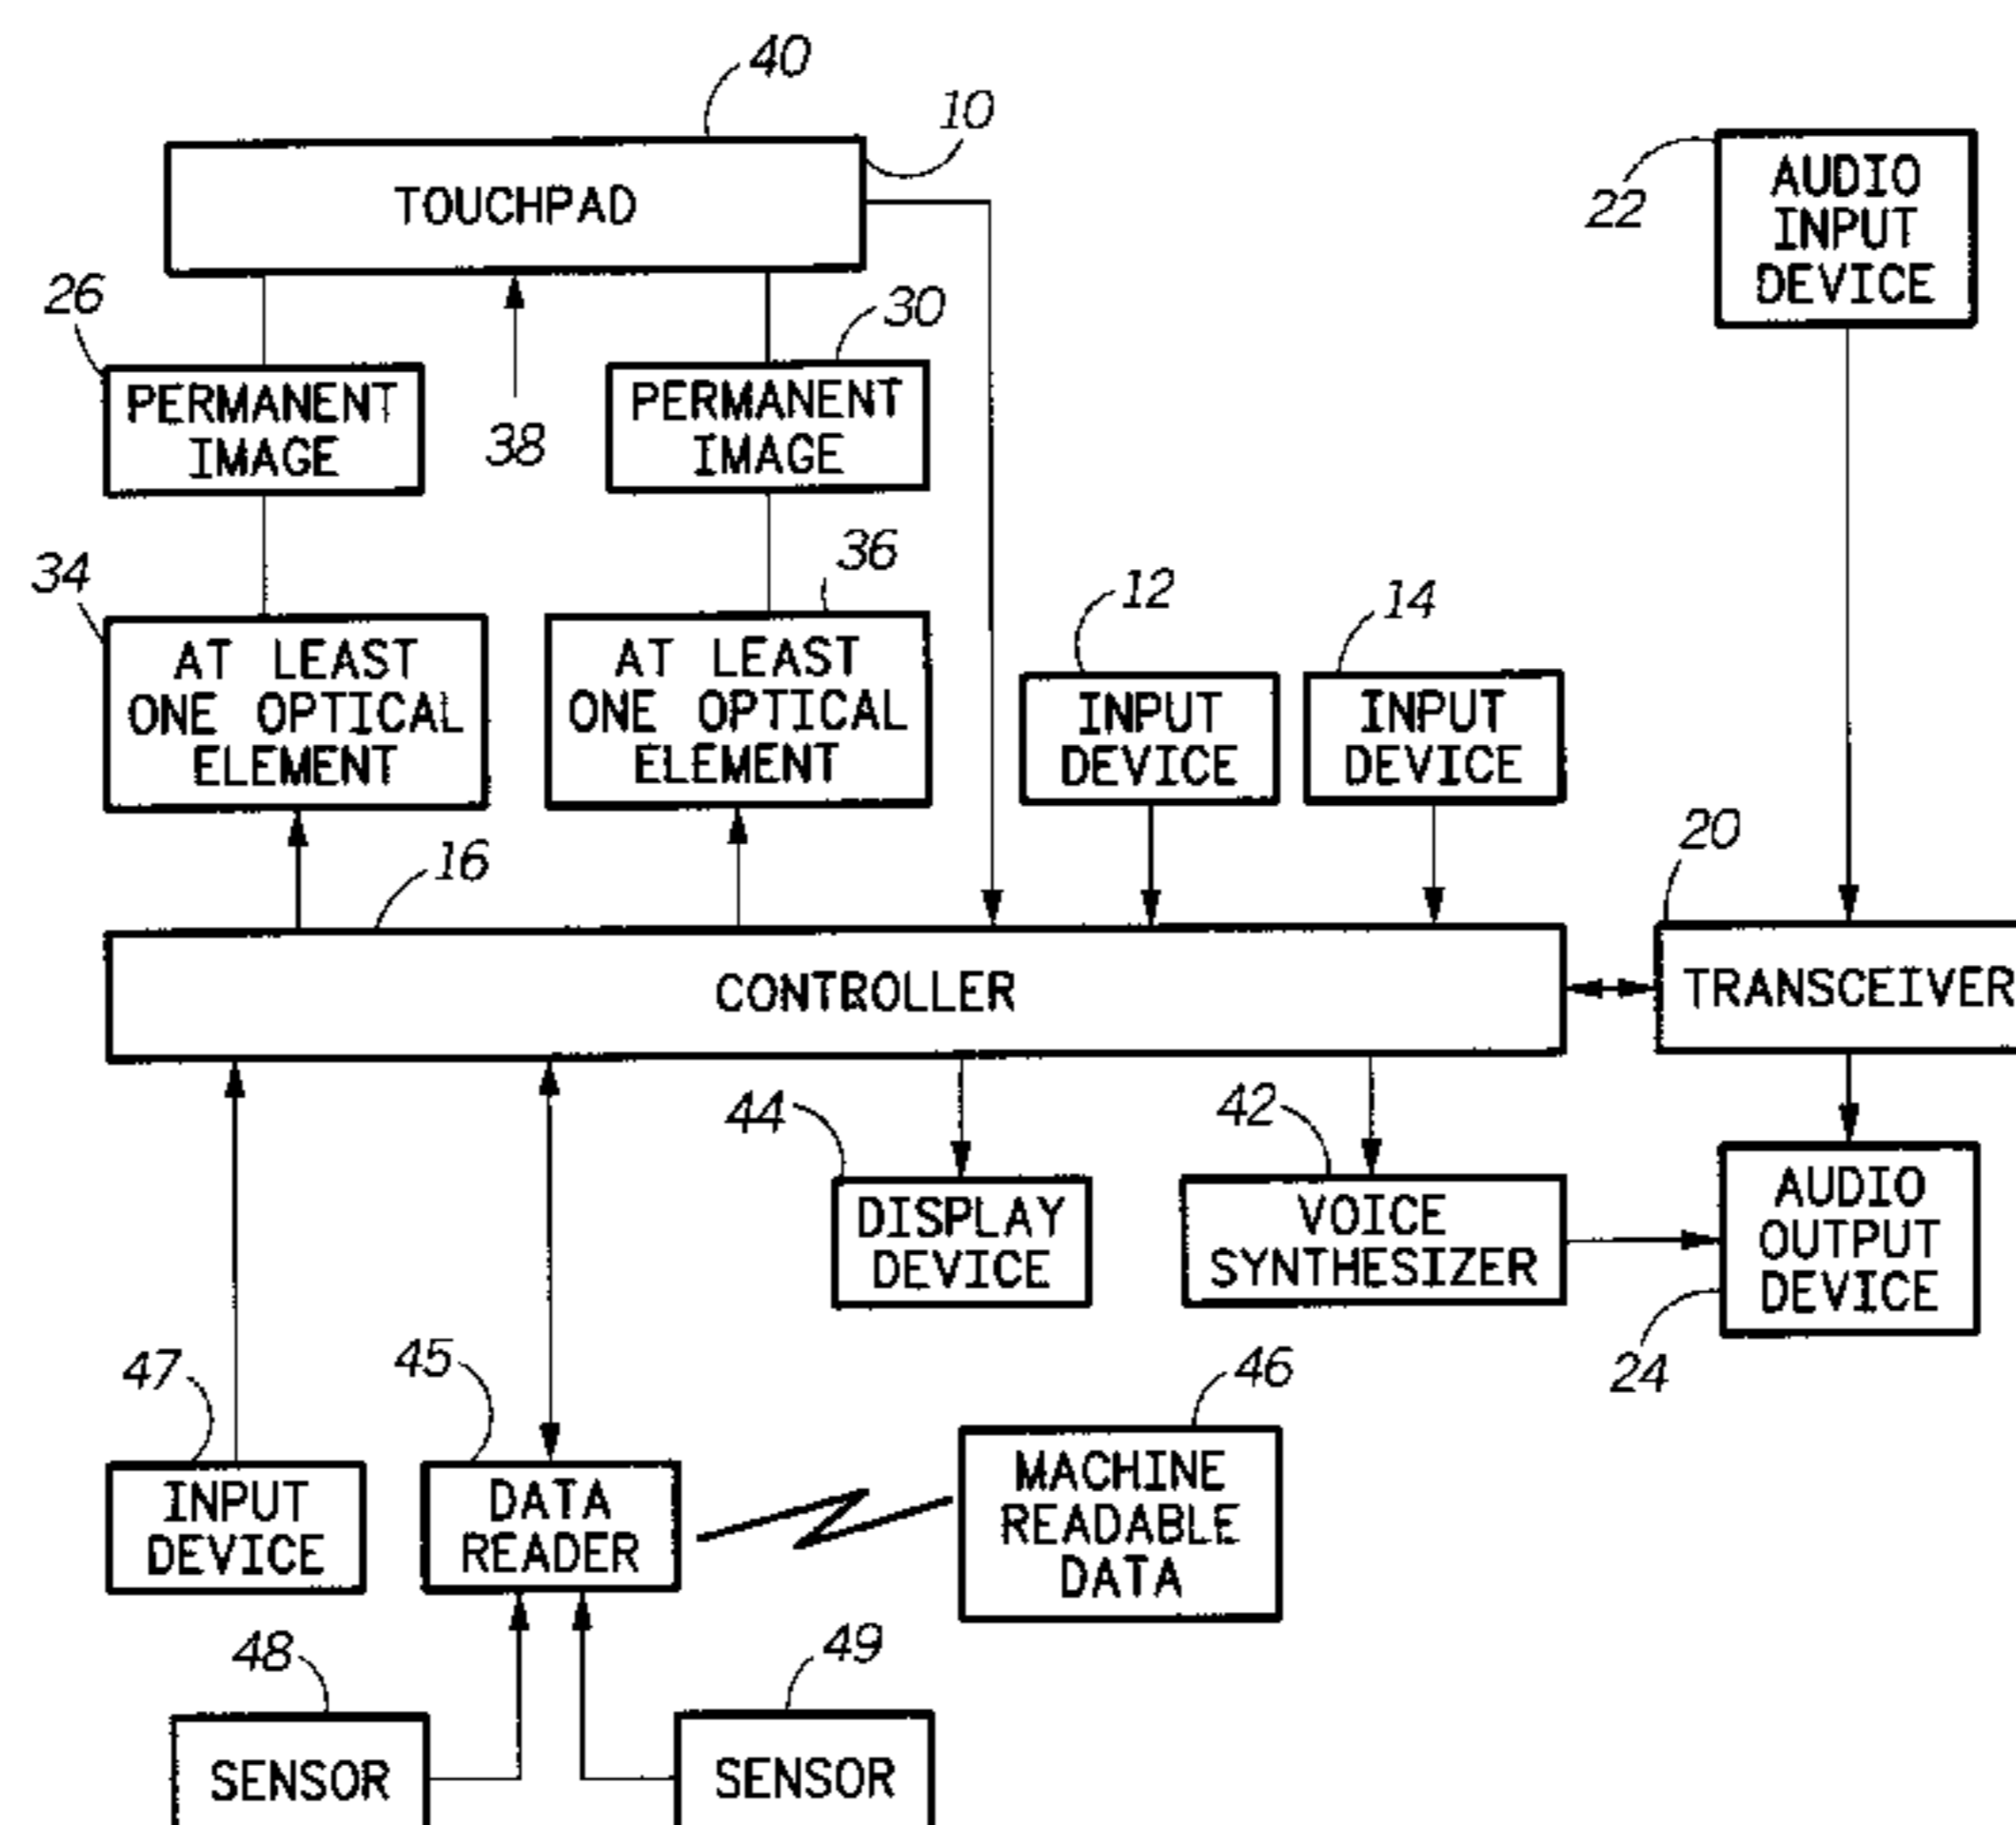 40
10
TOUCHPAD
22
AUDIO
INPUT
DEVICE
26
PERMANENT
IMAGE
38
30
PERMANENT
IMAGE
34
AT LEAST
ONE OPTICAL
ELEMENT
36
AT LEAST
ONE OPTICAL
ELEMENT
12
INPUT
DEVICE
14
INPUT
DEVICE
16
CONTROLLER
20
TRANSCEIVER
44
DISPLAY
DEVICE
42
VOICE
SYNTHESIZER
AUDIO
OUTPUT
DEVICE
24
47
INPUT
DEVICE
45
DATA
READER
46
MACHINE
READABLE
DATA
48
SENSOR
49
SENSOR